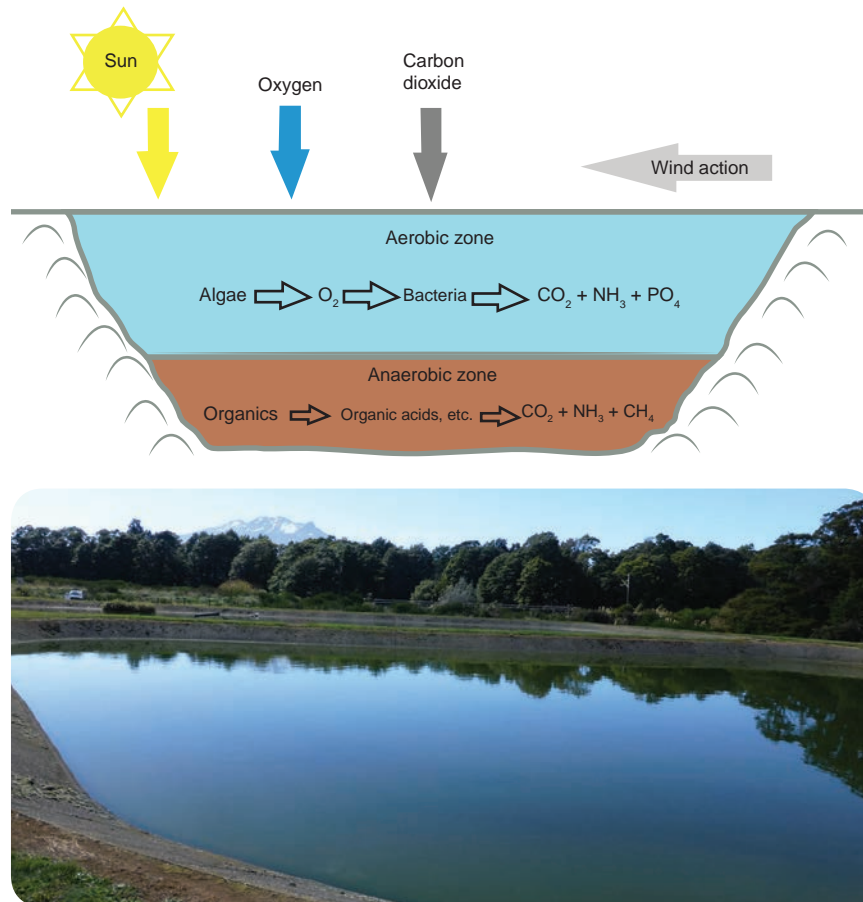 Sun
Oxygen
Carbon
dioxide
Wind action
Aerobic zone
Algae O₂ Bacteria CO₂ + NH₃ + PO₄
Anaerobic zone
Organics Organic acids, etc. CO₂ + NH₃ + CH₄